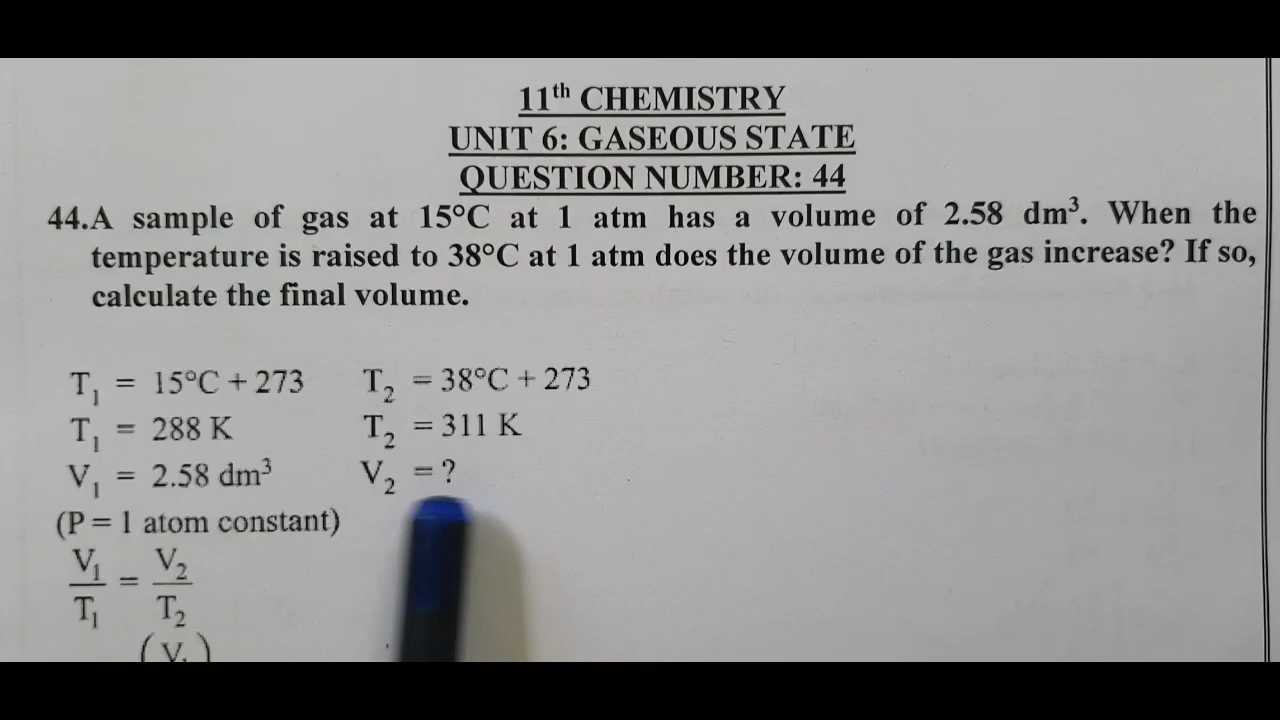 11th CHEMISTRY
UNIT 6: GASEOUS STATE
QUESTION NUMBER: 44
44.A sample of gas at 15°C at 1 atm has a volume of 2.58 dm³. When the
temperature is raised to 38°C at 1 atm does the volume of the gas increase? If so,
calculate the final volume.
T₁ = 15°C + 273 T₂ = 38°C + 273
T₁ = 288 K T₂ = 311 K
V₁ = 2.58 dm³ V₂ = ?
(P = 1 atom constant)
V₁/T₁ = V₂/T₂